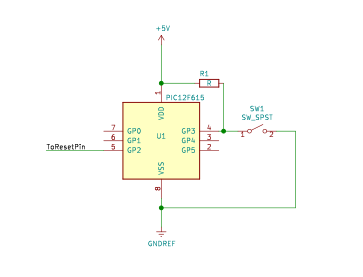 +5V
R1
R
PIC12F615
1
VDD
SW1
SW_SPST
7 GP0 GP3 4
6 GP1 U1 GP4 3
5 GP2 GP5 2
1 2
ToResetPin
VSS
8
GNDREF